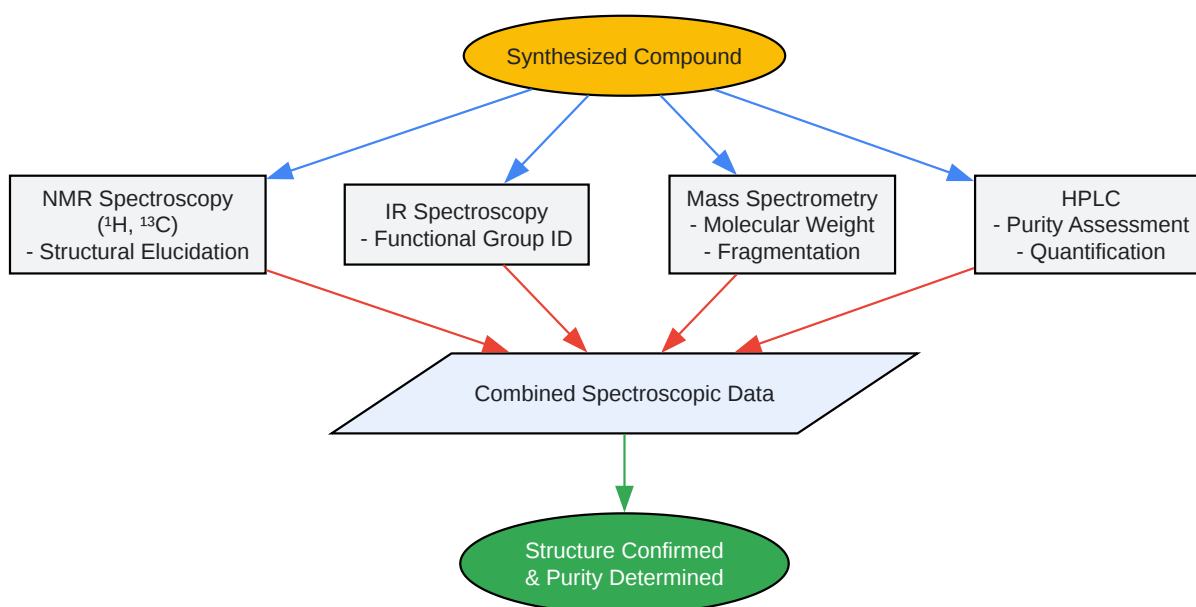 Synthesized Compound
NMR Spectroscopy
(¹H, ¹³C)
- Structural Elucidation
IR Spectroscopy
- Functional Group ID
Mass Spectrometry
- Molecular Weight
- Fragmentation
HPLC
- Purity Assessment
- Quantification
Combined Spectroscopic Data
Structure Confirmed
& Purity Determined